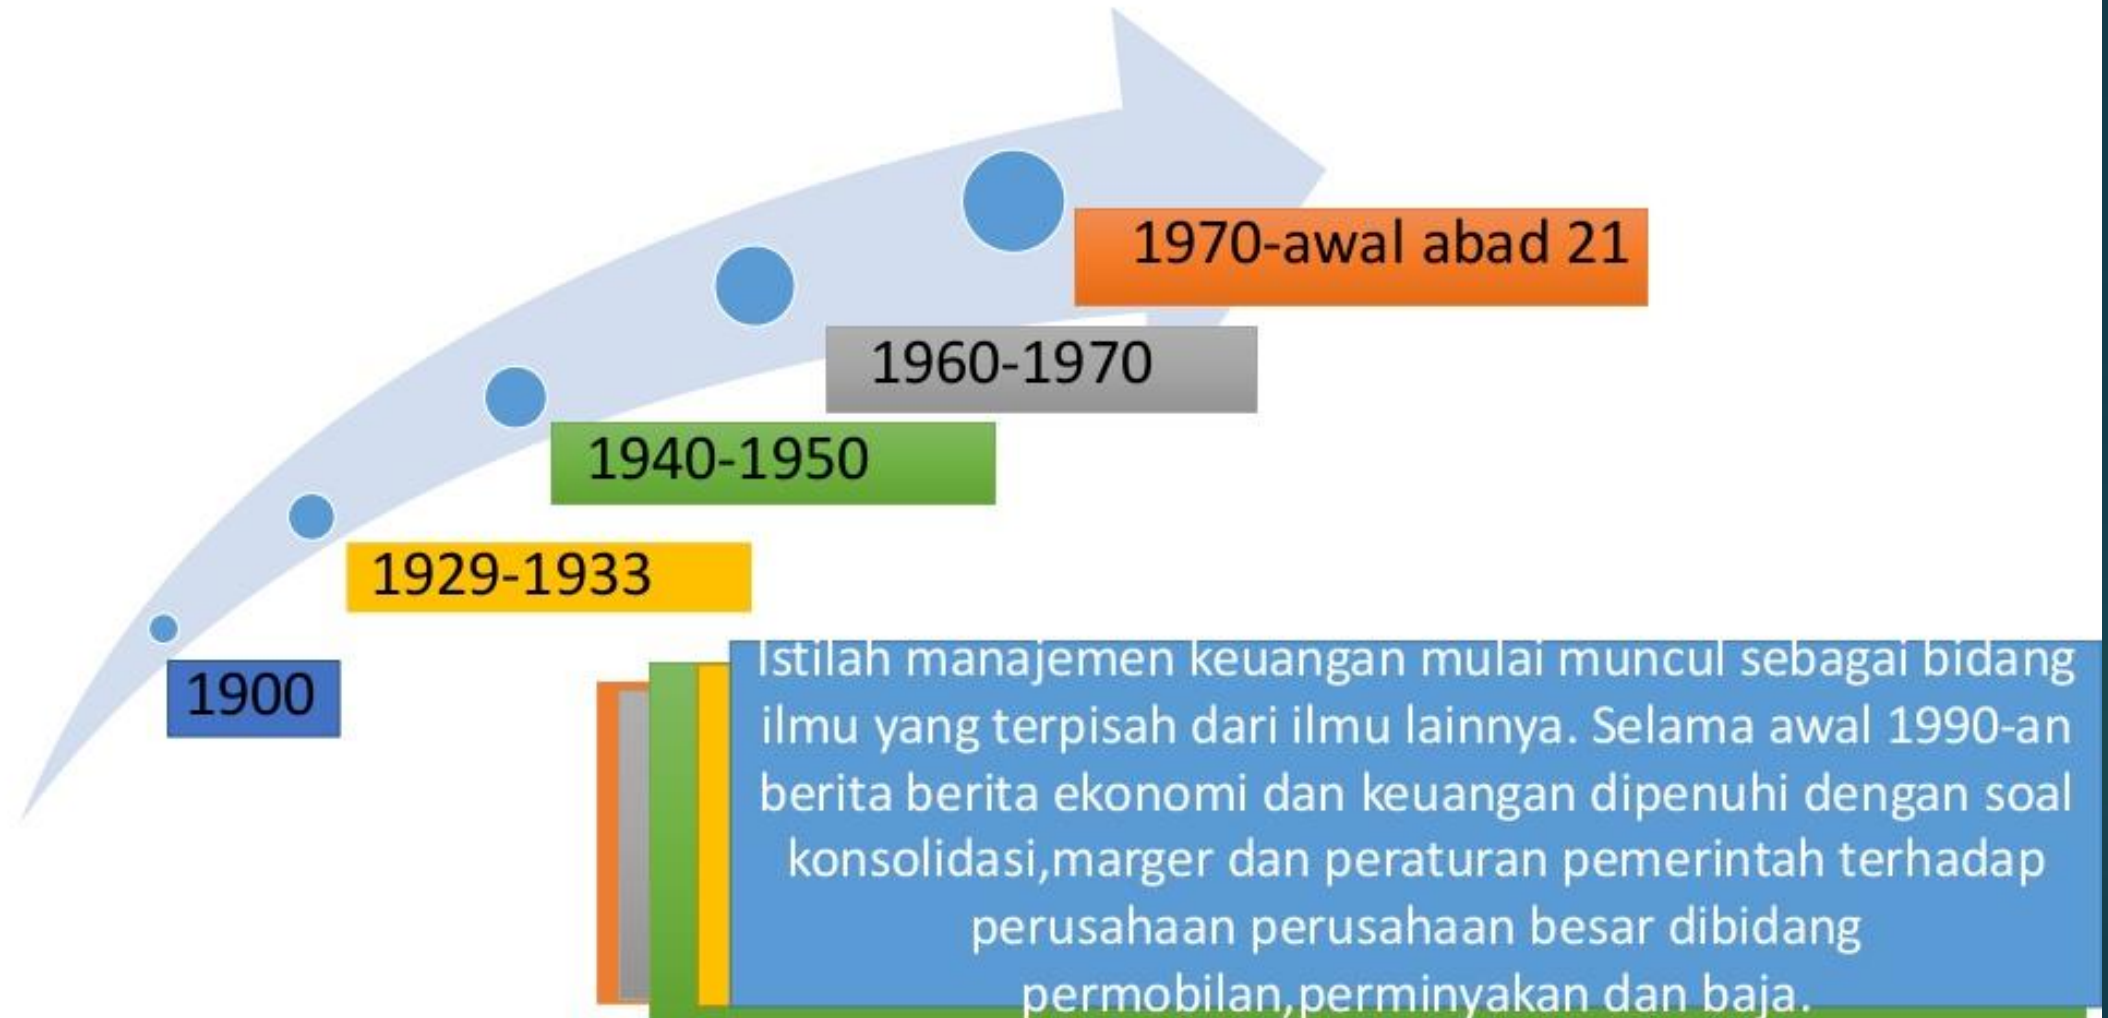 1970-awal abad 21
1960-1970
1940-1950
1929-1933
1900
Istilah manajemen keuangan mulai muncul sebagai bidang
ilmu yang terpisah dari ilmu lainnya. Selama awal 1990-an
berita berita ekonomi dan keuangan dipenuhi dengan soal
konsolidasi,marger dan peraturan pemerintah terhadap
perusahaan perusahaan besar dibidang
permobilan,perminyakan dan baja.